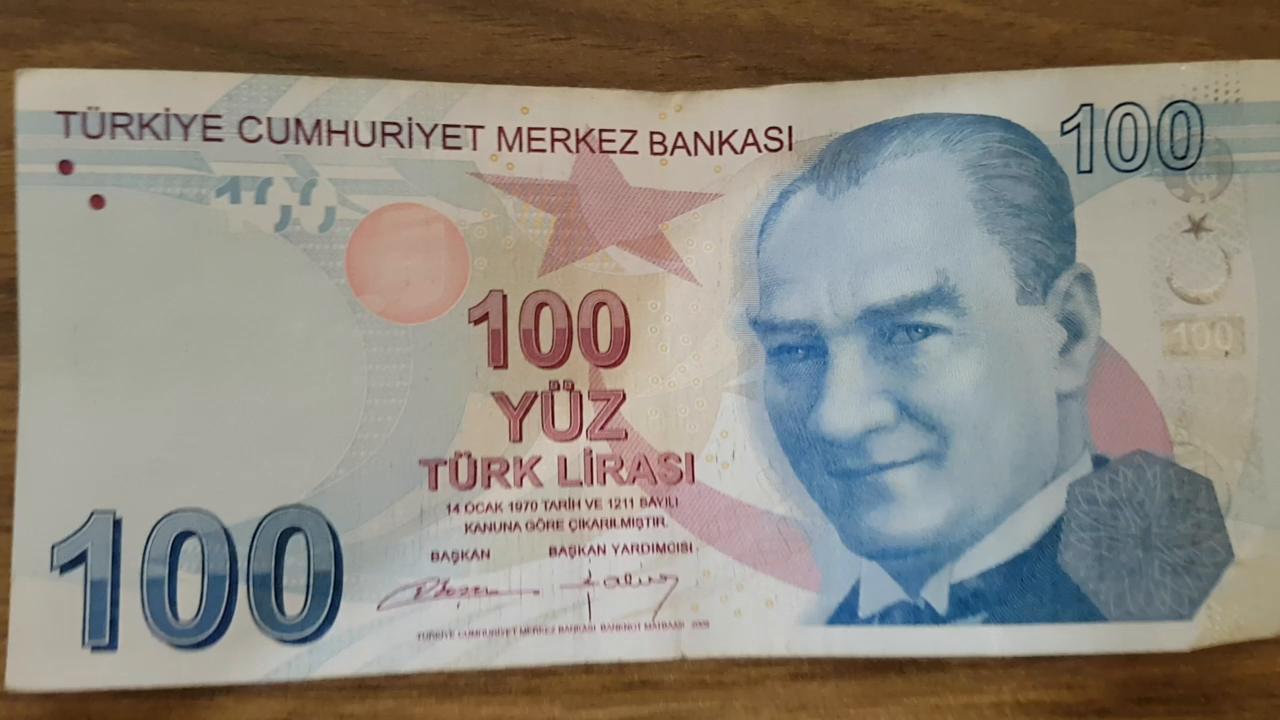 TÜRKİYE CUMHURİYET MERKEZ BANKASI
100
100
100
100
YÜZ
TÜRK LİRASI
14 OCAK 1970 TARİH VE 1211 SAYILI
KANUNA GÖRE ÇIKARILMIŞTIR.
BAŞKAN BAŞKAN YARDIMCISI
100
TÜRKİYE CUMHURİYET MERKEZ BANKASI BANKNOT MATBAASI 2009